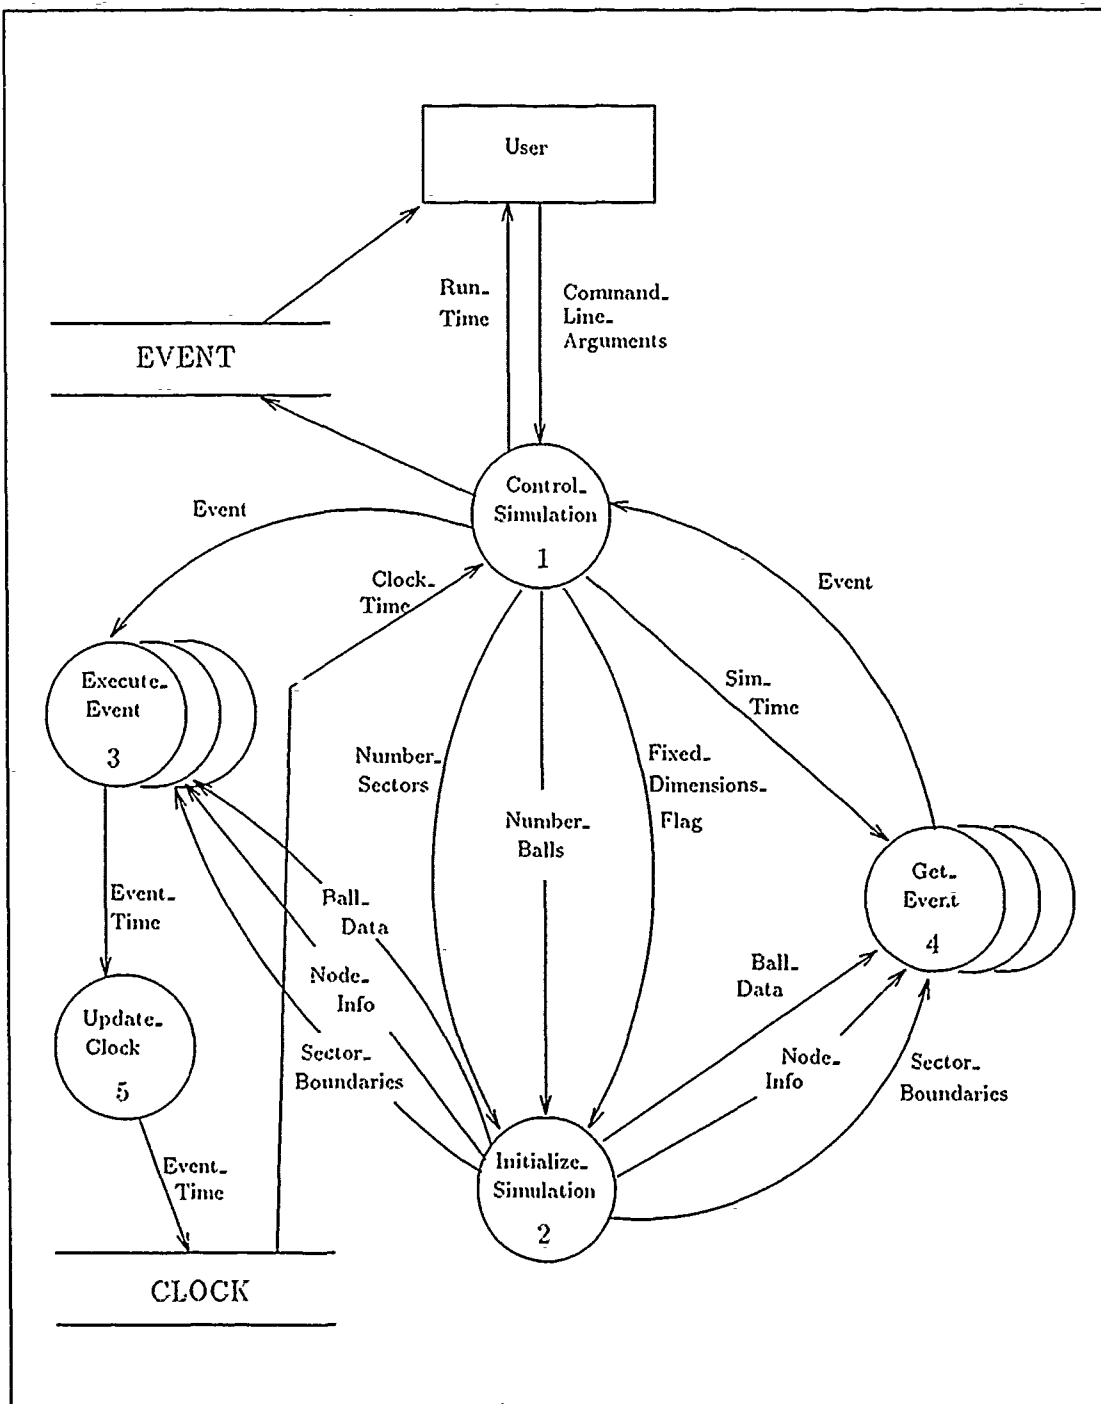 User
Run_
Time
Command_
Line_
Arguments
EVENT
Control_
Simulation
1
Event
Clock_
Time
Event
Execute_
Event
3
Sim_
Time
Number_
Sectors
Fixed_
Dimensions_
Flag
Number_
Balls
Get_
Event
4
Event_
Time
Ball_
Data
Node_
Info
Ball_
Data
Update_
Clock
5
Sector_
Boundaries
Node_
Info
Sector_
Boundaries
Event_
Time
Initialize_
Simulation
2
CLOCK